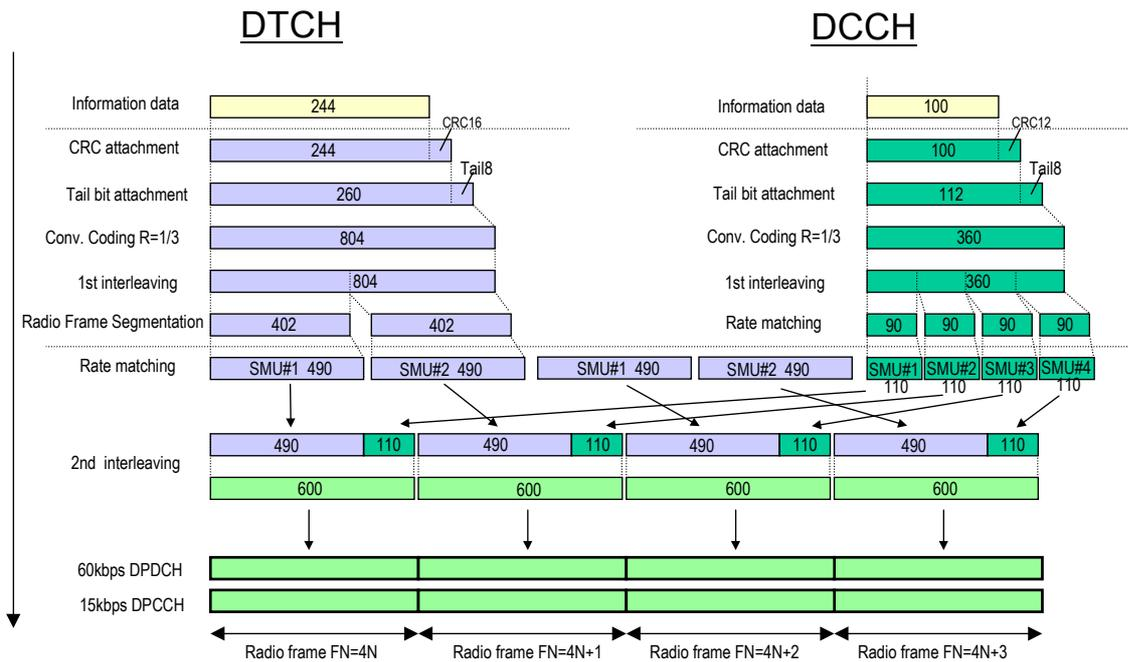 DTCH
DCCH
Information data 244
Information data 100
CRC16
CRC12
CRC attachment 244
CRC attachment 100
Tail8
Tail8
Tail bit attachment 260
Tail bit attachment 112
Conv. Coding R=1/3 804
Conv. Coding R=1/3 360
1st interleaving 804
1st interleaving 360
Radio Frame Segmentation 402 402
Rate matching 90 90 90 90
Rate matching SMU#1 490 SMU#2 490 SMU#1 490 SMU#2 490 SMU#1 SMU#2 SMU#3 SMU#4
110 110 110 110
490 110 490 110 490 110 490 110
2nd interleaving
600 600 600 600
60kbps DPDCH
15kbps DPCCH
Radio frame FN=4N Radio frame FN=4N+1 Radio frame FN=4N+2 Radio frame FN=4N+3